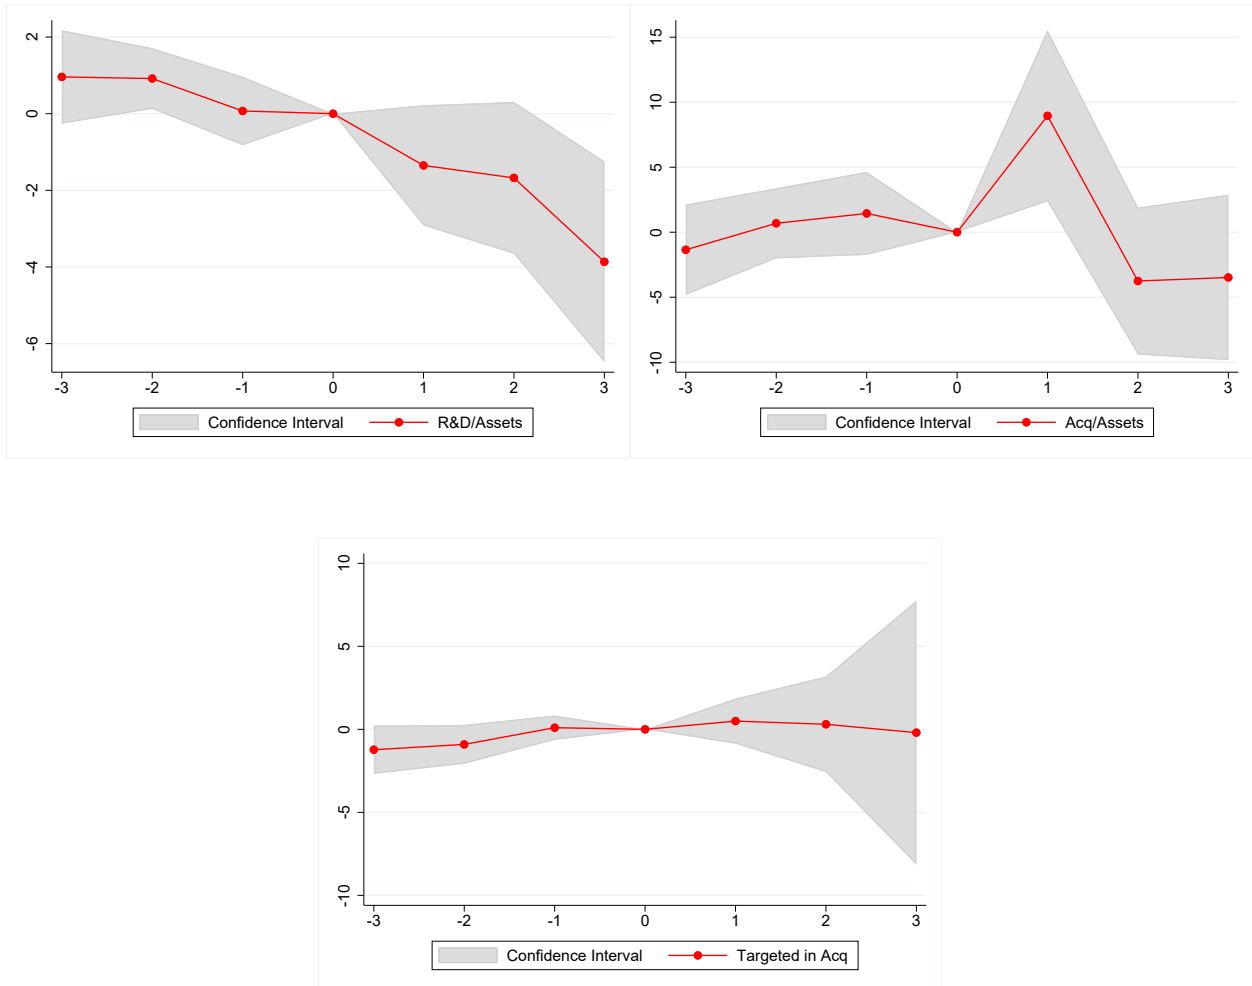 2
0
-2
-4
-6
-3 -2 -1 0 1 2 3
Confidence Interval R&D/Assets
15
10
5
0
-5
-10
-3 -2 -1 0 1 2 3
Confidence Interval Acq/Assets
10
5
0
-5
-10
-3 -2 -1 0 1 2 3
Confidence Interval Targeted in Acq